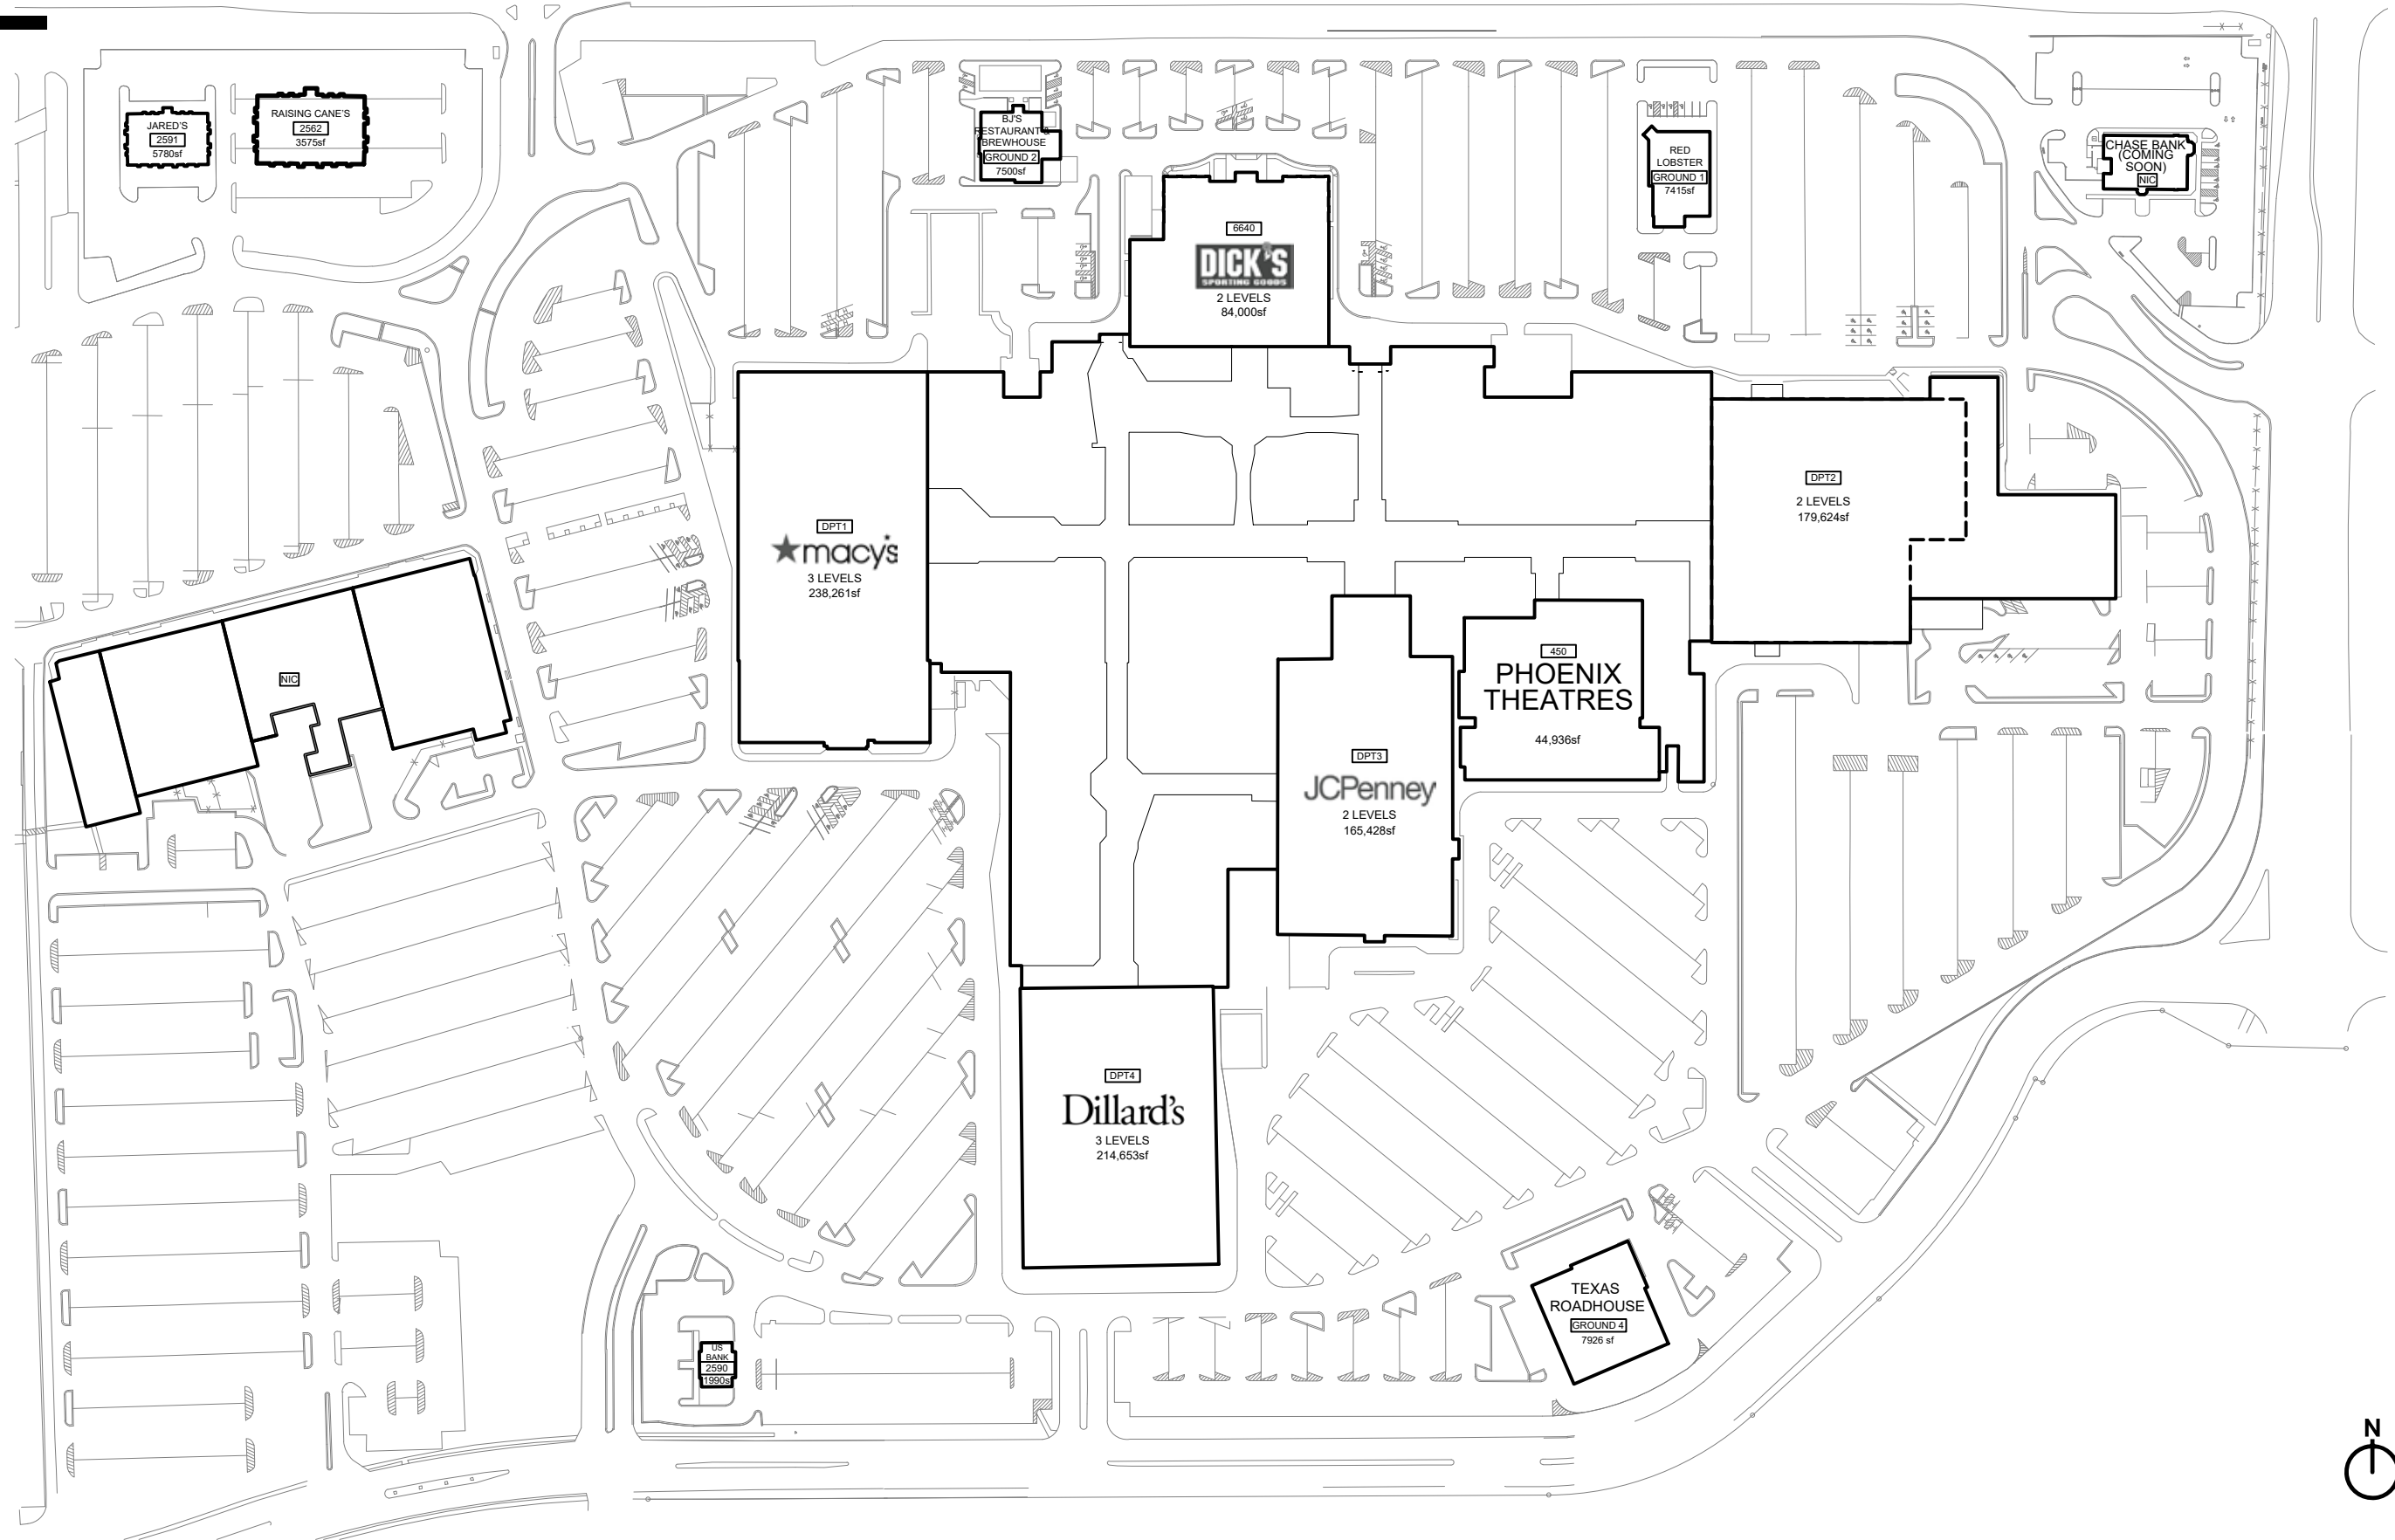 JARED'S
2591
5780sf
RAISING CANE'S
2562
3575sf
BJ'S
RESTAURANT &
BREWHOUSE
GROUND 2
7500sf
RED
LOBSTER
GROUND 1
7415sf
CHASE BANK
(COMING
SOON)
NIC
6640
DICK'S
SPORTING GOODS
2 LEVELS
84,000sf
DPT1
macy's
3 LEVELS
238,261sf
DPT2
2 LEVELS
179,624sf
NIC
450
PHOENIX
THEATRES
44,936sf
DPT3
JCPenney
2 LEVELS
165,428sf
DPT4
Dillard's
3 LEVELS
214,653sf
TEXAS
ROADHOUSE
GROUND 4
7926 sf
US
BANK
2590
1990s
N